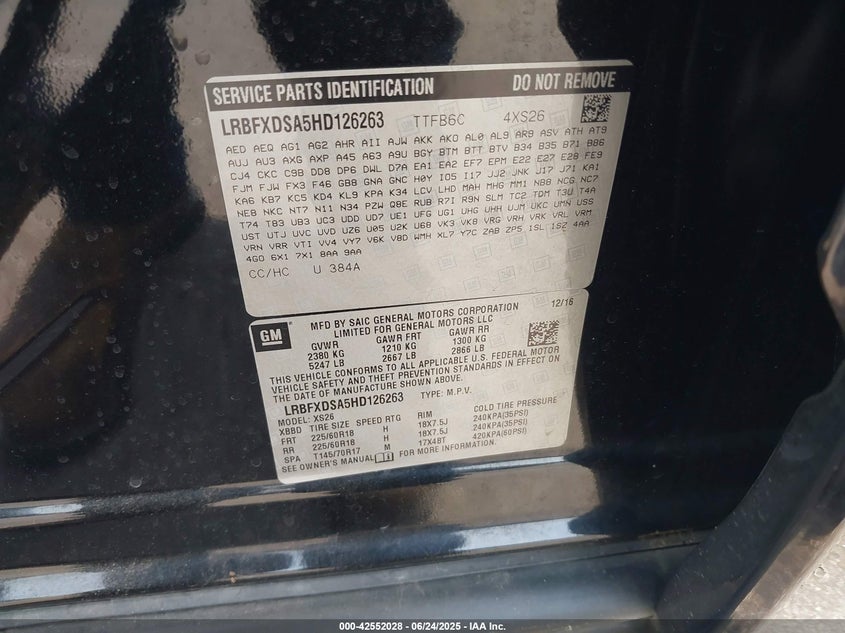 SERVICE PARTS IDENTIFICATION DO NOT REMOVE
LRBFXDSA5HD126263 TTFB6C 4XS26
AED AEQ AG1 AG2 AHR AII AJW AKK AKO AL0 AL9 AR9 ASV ATH AT9
AUJ AU3 AXG AXP A45 A63 A9U BGY BTM BTT BTV B34 B35 B71 B86
CJ4 CKC C9B DD8 DP6 DWL D7A EA1 EA2 EF7 EPM E22 E27 E28 FE9
FJM FJW FX3 F46 GB8 GNA GNC H0Y IO5 I17 JJ2 JNK J17 J71 KA1
KA6 KB7 KC5 KD4 KL9 KPA K34 LCV LHD MAH MHG MM1 NB8 NCG NC7
NE8 NKC NT7 N11 N34 PZW QBE RUB R7I R9N SLM TC2 TDM T3U T4A
T74 T83 UB3 UC3 UDD UD7 UE1 UFG UG1 UHG UHH UJM UKC UMN USS
UST UTJ UVC UVD UZ6 U05 U2K U68 VK3 VK8 VRG VRH VRK VRL VRM
VRN VRR VTI VV4 VY7 V6K V8D WMH XL7 Y7C ZAB ZP5 1SL 1SZ 4AA
4G0 6X1 7X1 8AA 9AA
CC/HC U 384A
GM
MFD BY SAIC GENERAL MOTORS CORPORATION 12/16
LIMITED FOR GENERAL MOTORS LLC
GVWR GAWR FRT GAWR RR
2380 KG 1210 KG 1300 KG
5247 LB 2667 LB 2866 LB
THIS VEHICLE CONFORMS TO ALL APPLICABLE U.S. FEDERAL MOTOR
VEHICLE SAFETY AND THEFT PREVENTION STANDARDS IN EFFECT ON
THE DATE OF MANUFACTURE SHOWN ABOVE.
LRBFXDSA5HD126263 TYPE: M.P.V.
MODEL: XS26
XBBD TIRE SIZE SPEED RTG RIM COLD TIRE PRESSURE
FRT 225/60R18 H 18X7.5J 240KPA(35PSI)
RR 225/60R18 H 18X7.5J 240KPA(35PSI)
SPA T145/70R17 M 17X4BT 420KPA(60PSI)
SEE OWNER'S MANUAL FOR MORE INFORMATION.
000-42552028 - 06/24/2025 - IAA Inc.